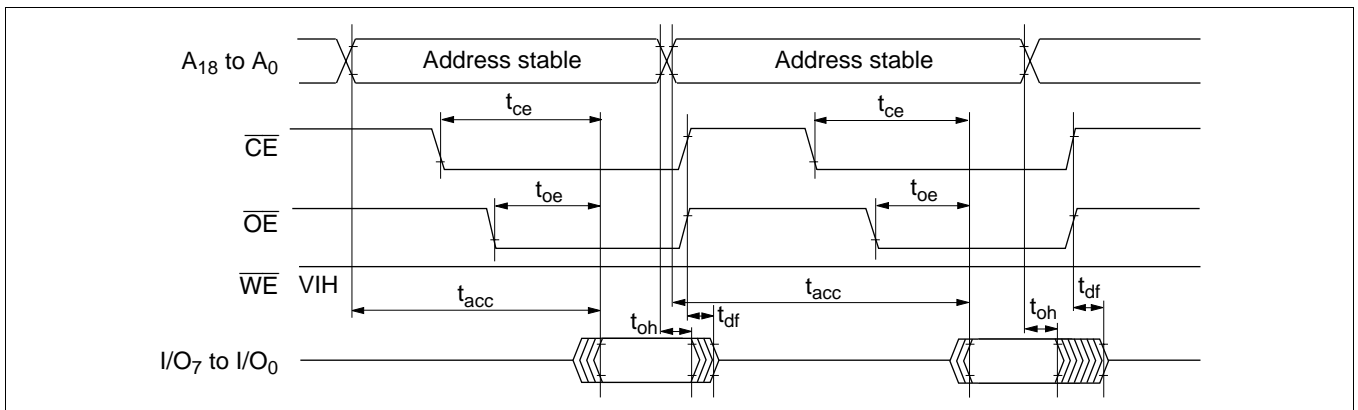 A18 to A0 Address stable Address stable
tce tce
CE
toe toe
OE
WE VIH
tacc tacc
toh tdf toh tdf
I/O7 to I/O0